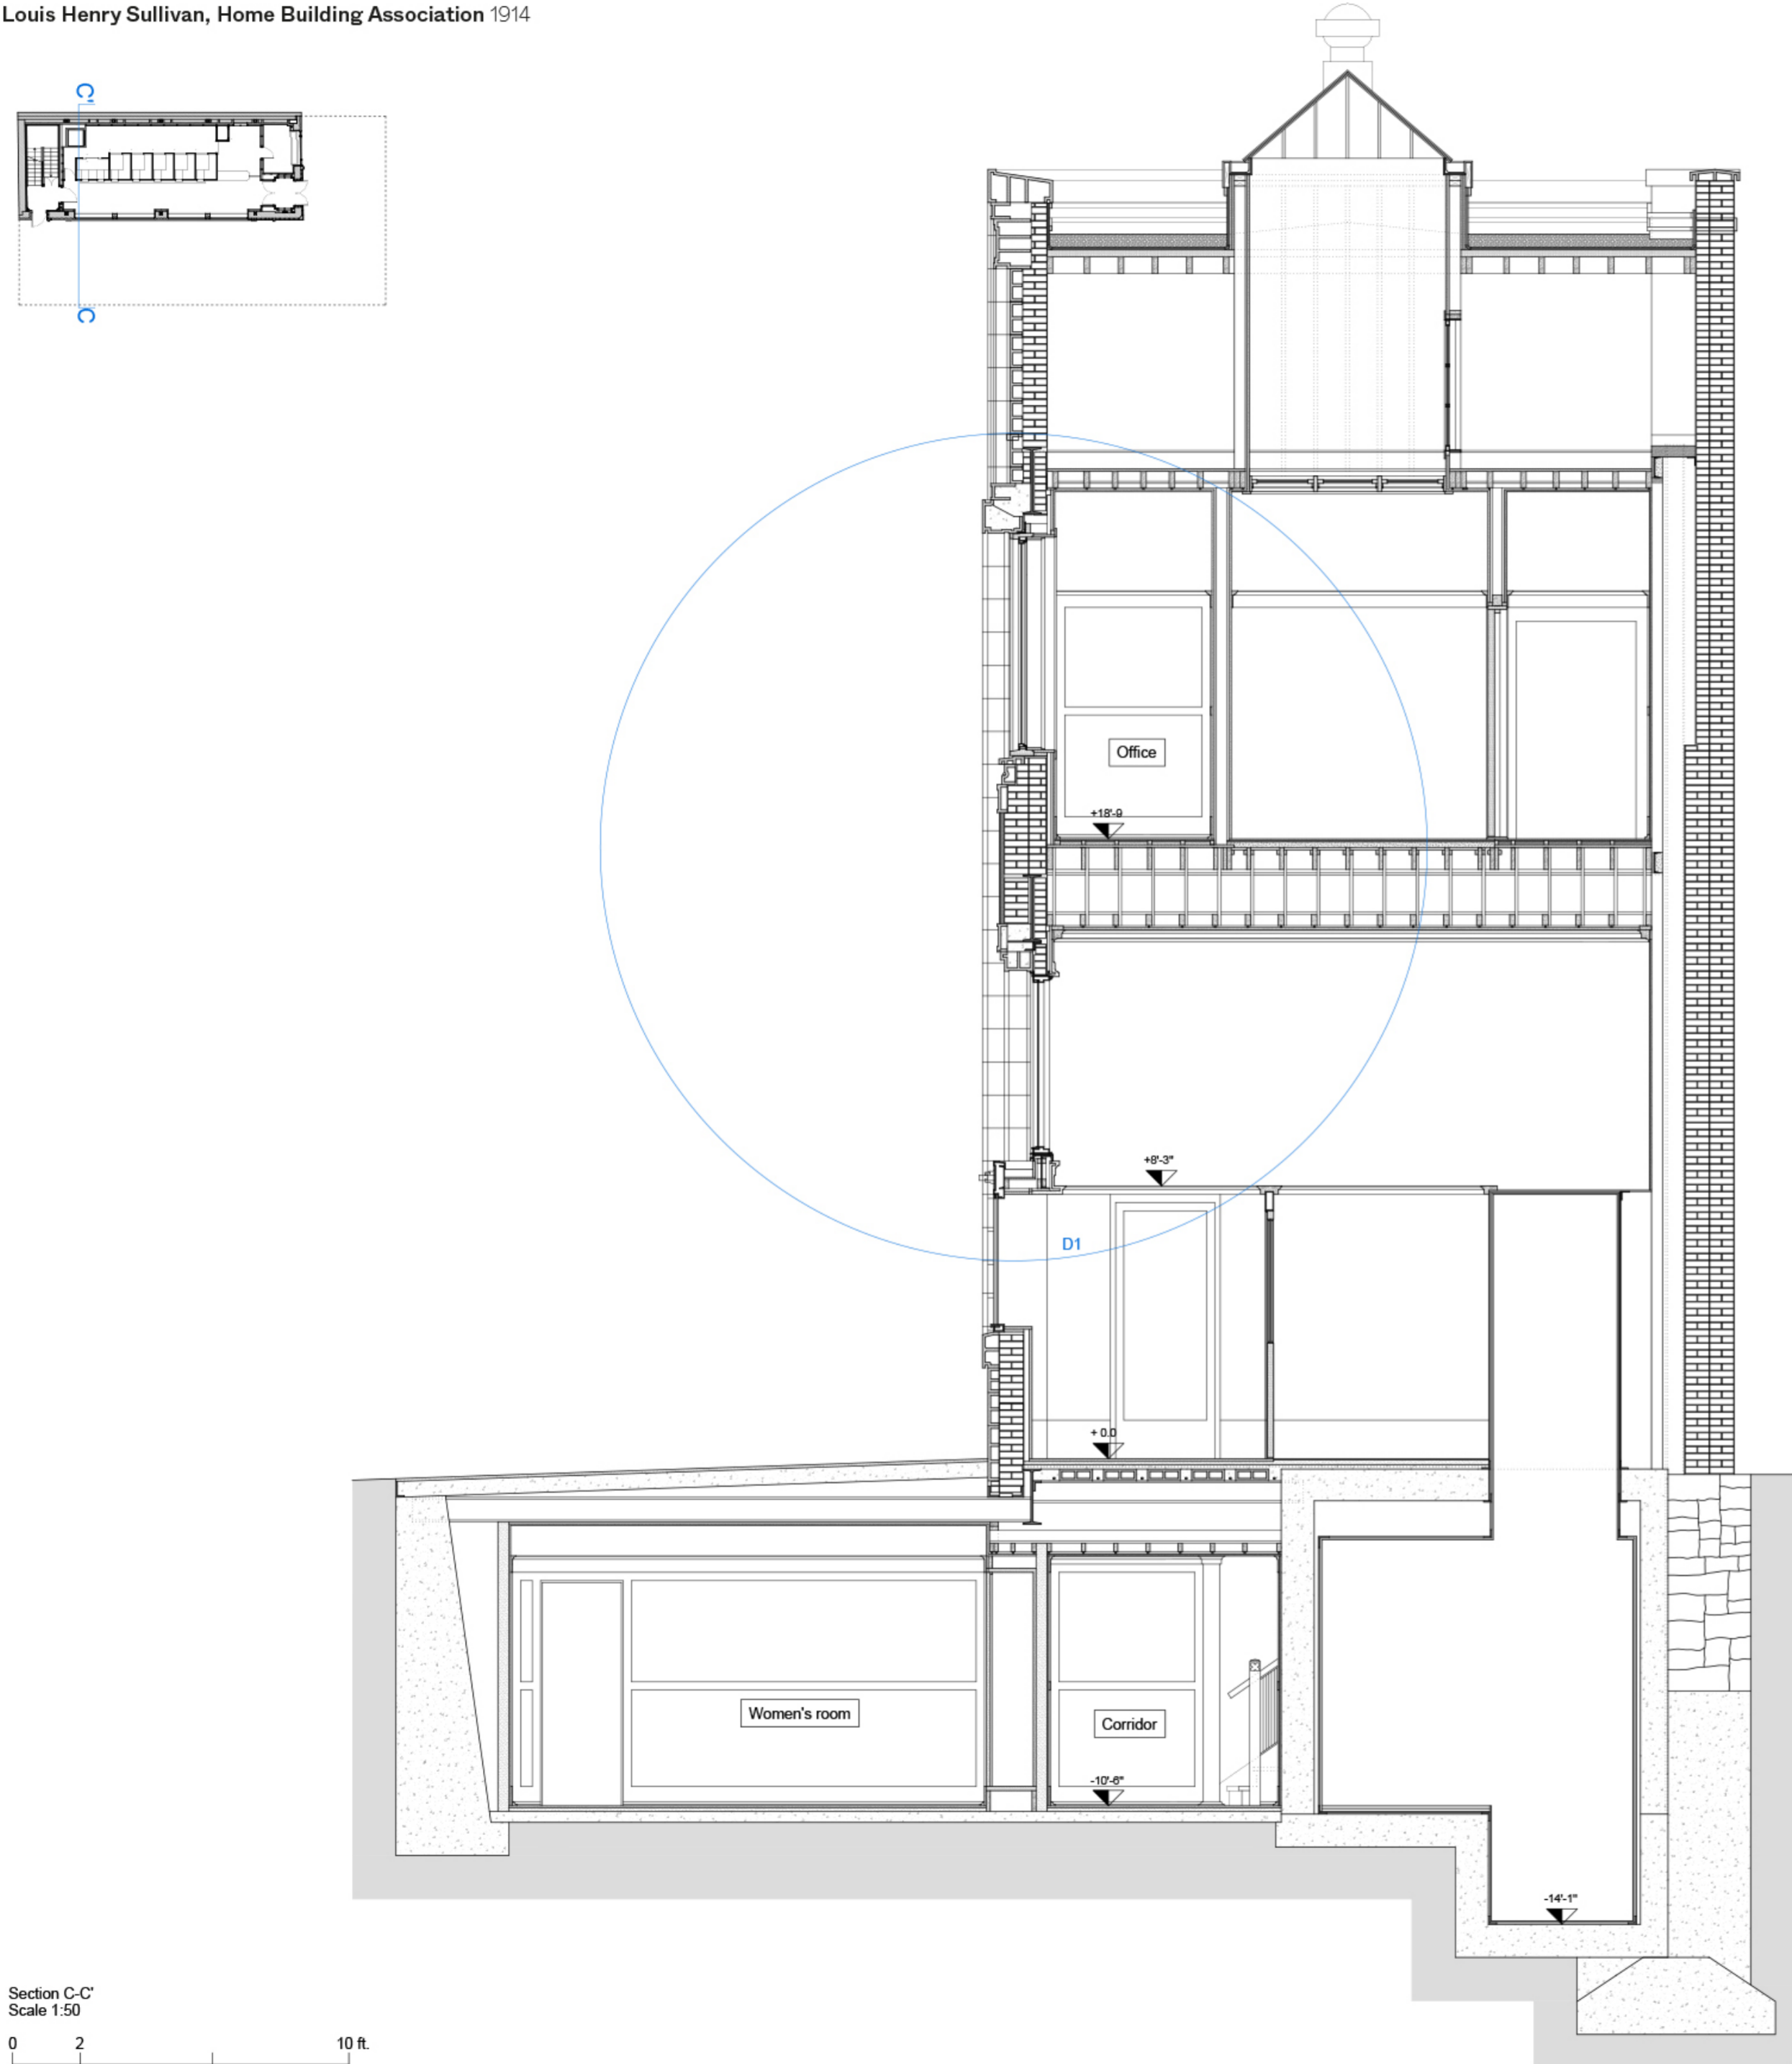 Louis Henry Sullivan, Home Building Association 1914
C'
C
Office
+18'-9
+8'-3"
D1
+ 0.0
Women's room
Corridor
-10'-6"
-14'-1"
Section C-C'
Scale 1:50
0 2 10 ft.